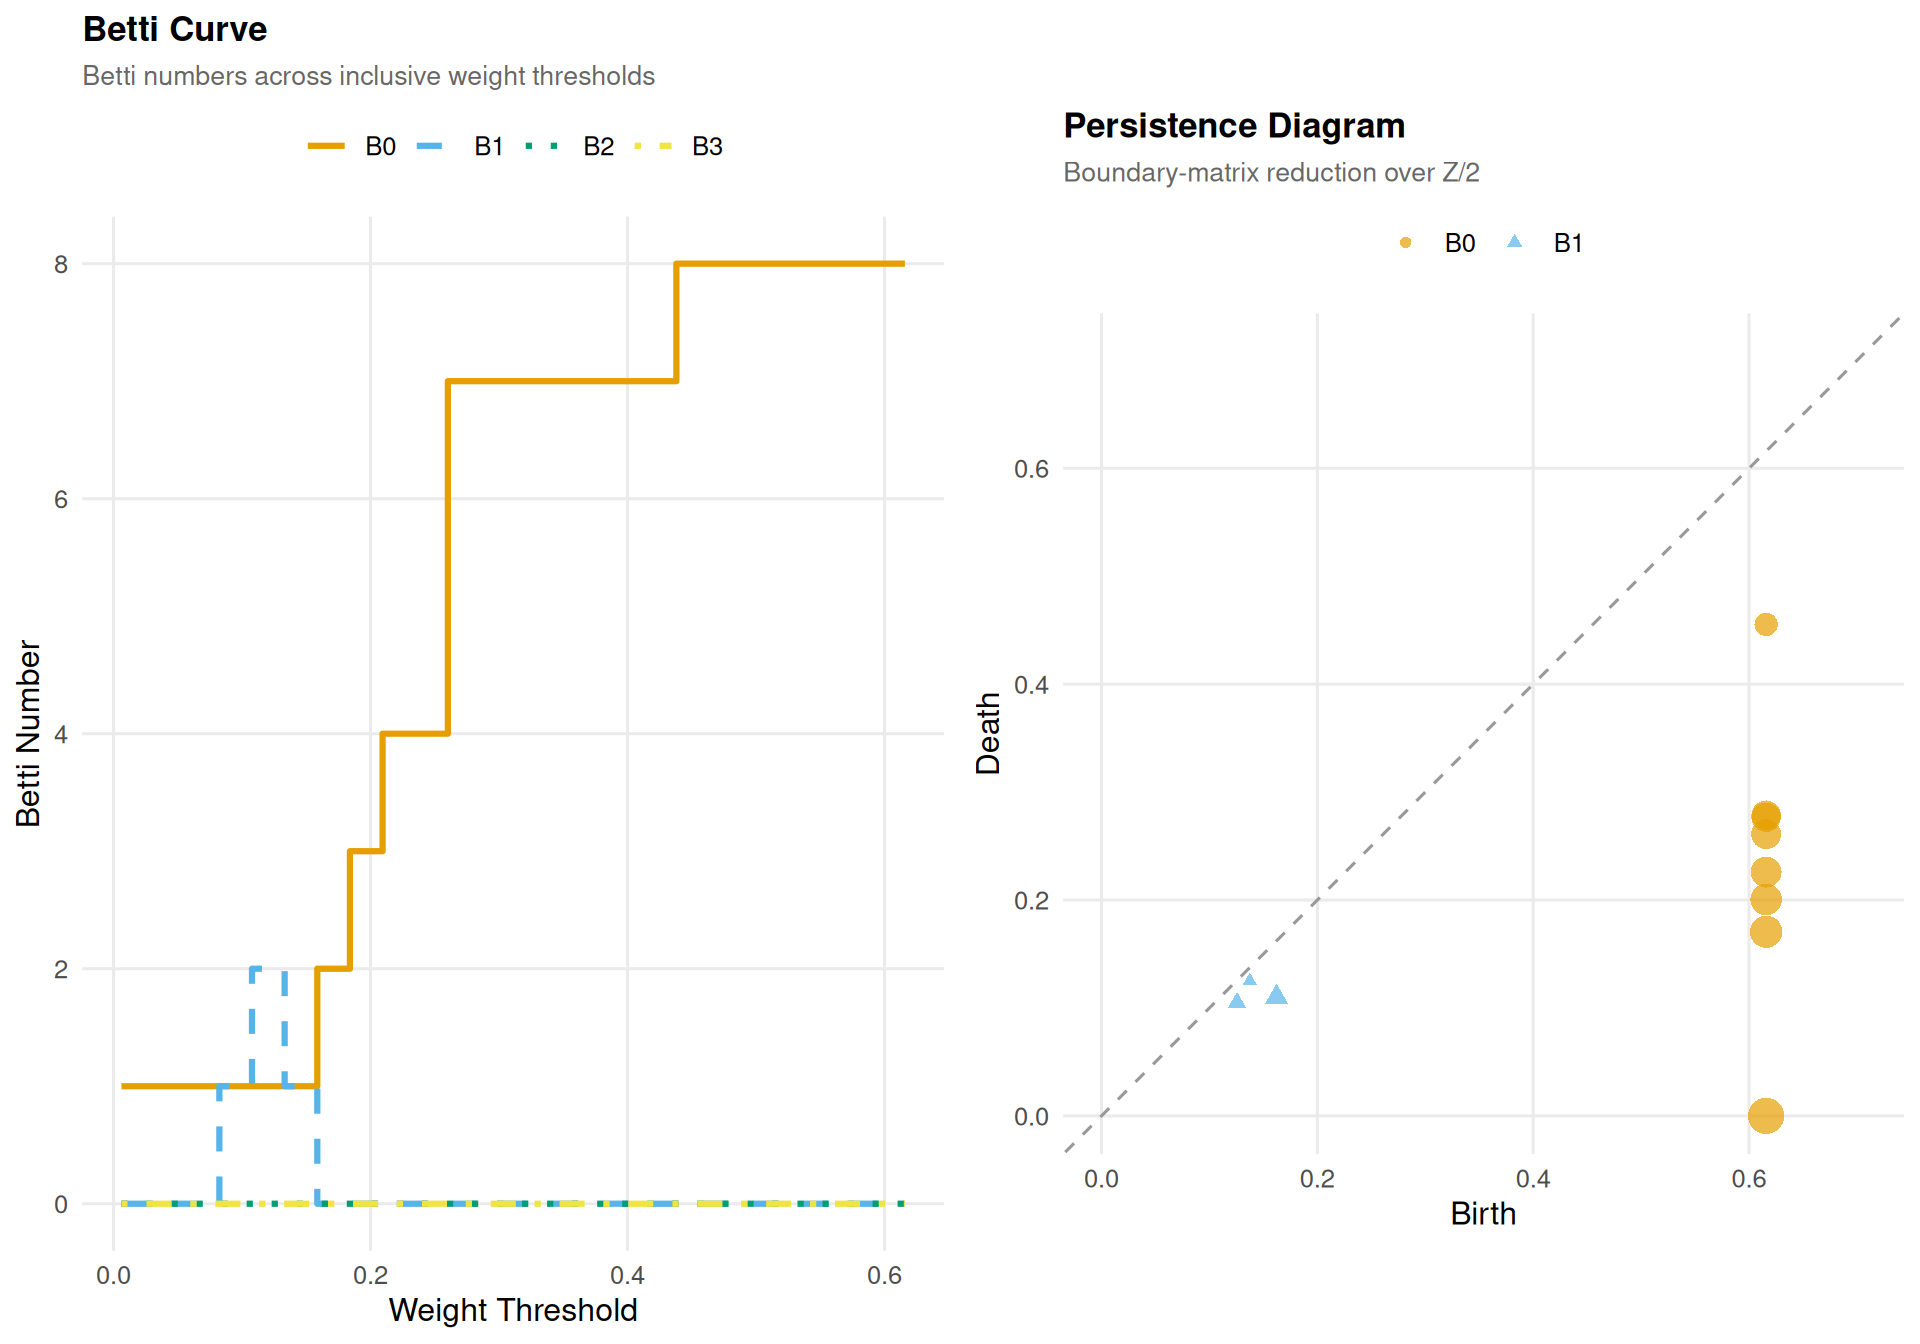 Betti Curve
Betti numbers across inclusive weight thresholds
B0 B1 B2 B3
8
6
4
2
0
Betti Number
0.0 0.2 0.4 0.6
Weight Threshold
Persistence Diagram
Boundary-matrix reduction over Z/2
B0 B1
0.6
0.4
0.2
0.0
Death
0.0 0.2 0.4 0.6
Birth